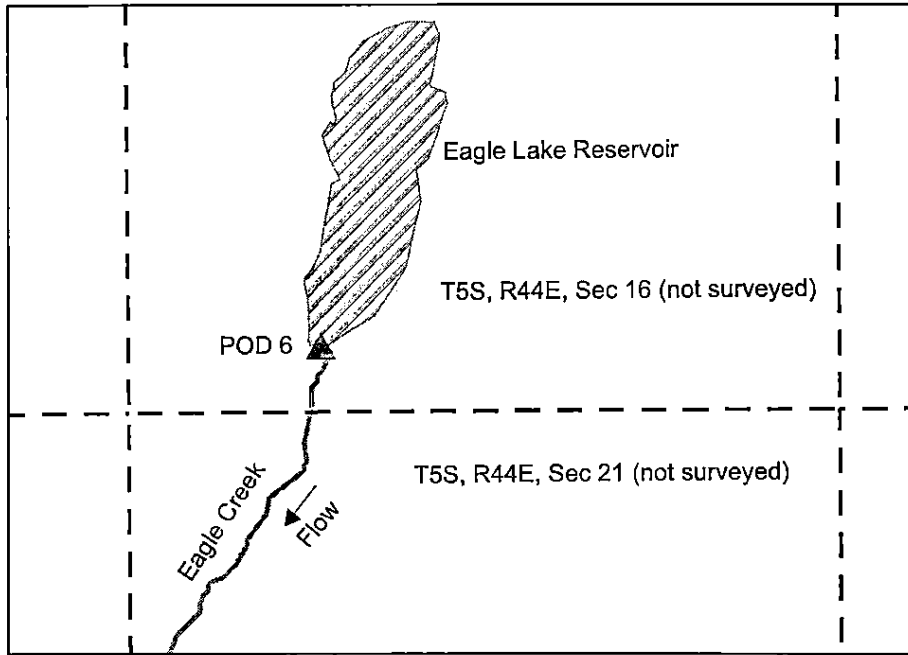 Eagle Lake Reservoir
T5S, R44E, Sec 16 (not surveyed)
POD 6
T5S, R44E, Sec 21 (not surveyed)
Eagle Creek
Flow